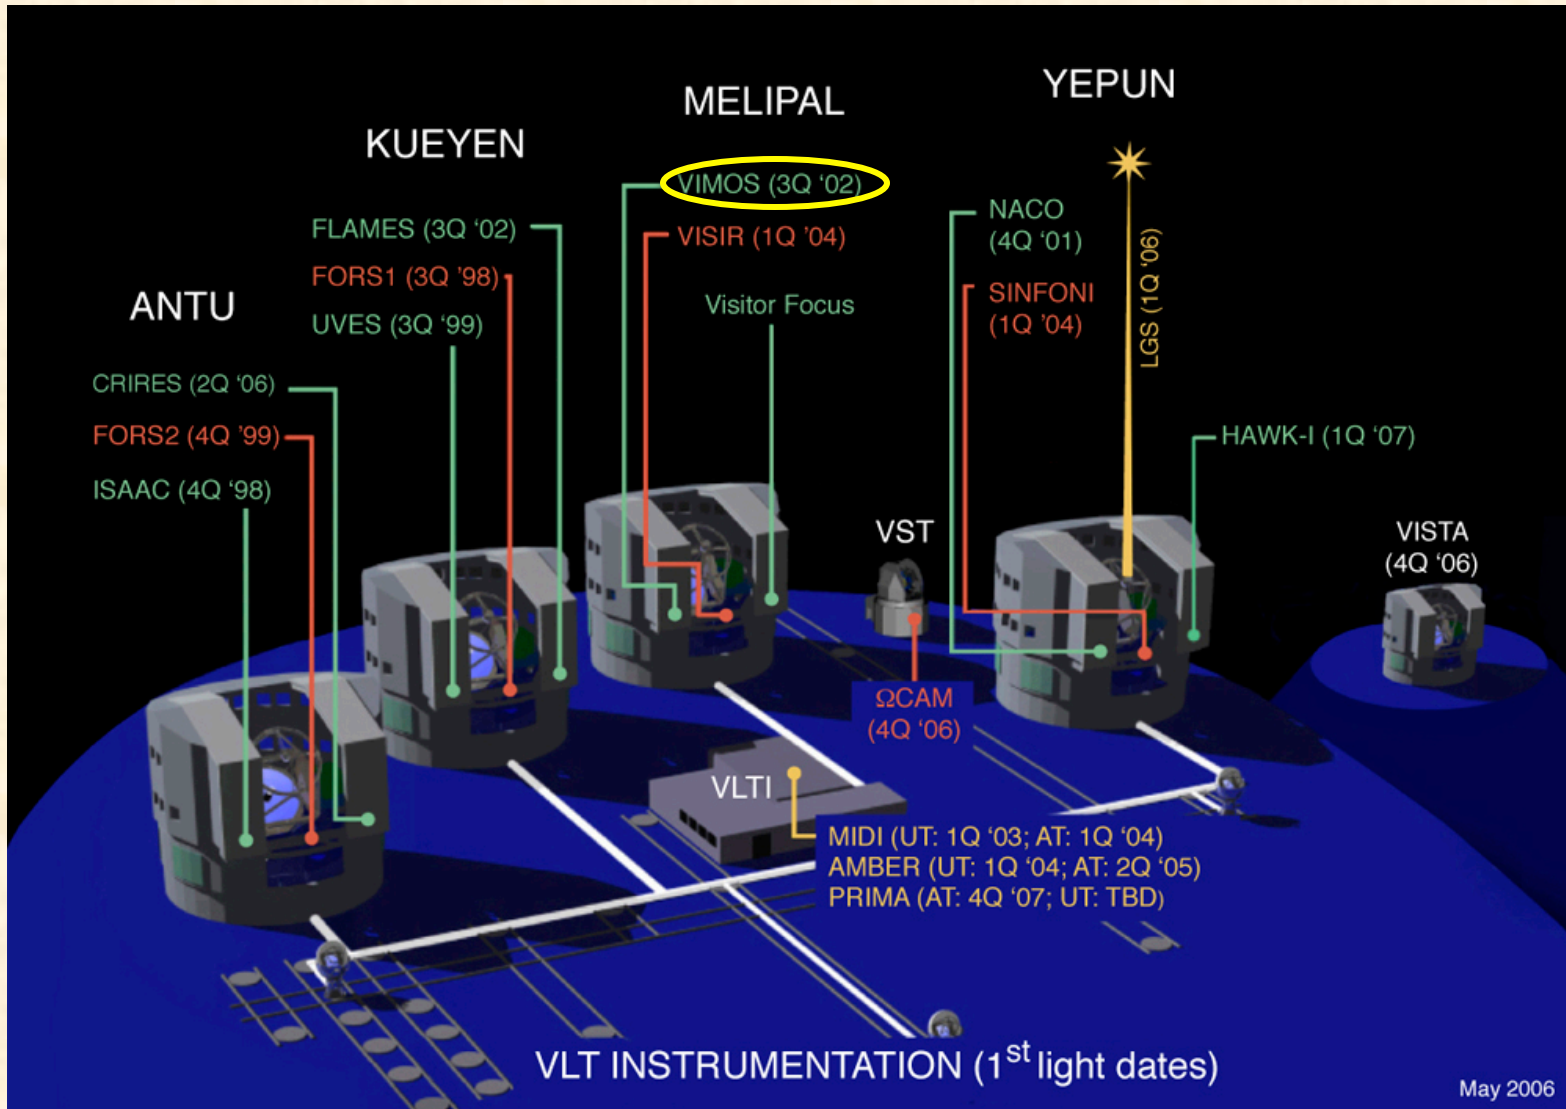 YEPUN
MELIPAL
KUEYEN
VIMOS (3Q ‘02)
NACO
(4Q ‘01)
FLAMES (3Q ‘02)
VISIR (1Q ‘04)
LGS (1Q ‘06)
FORS1 (3Q ’98)
SINFONI
(1Q ‘04)
ANTU
Visitor Focus
UVES (3Q ‘99)
CRIRES (2Q ‘06)
FORS2 (4Q ‘99)
HAWK-I (1Q ‘07)
ISAAC (4Q ‘98)
VST
VISTA
(4Q ‘06)
ΩCAM
(4Q ‘06)
VLTI
MIDI (UT: 1Q ‘03; AT: 1Q ‘04)
AMBER (UT: 1Q ‘04; AT: 2Q ‘05)
PRIMA (AT: 4Q ‘07; UT: TBD)
VLT INSTRUMENTATION (1st light dates)
May 2006